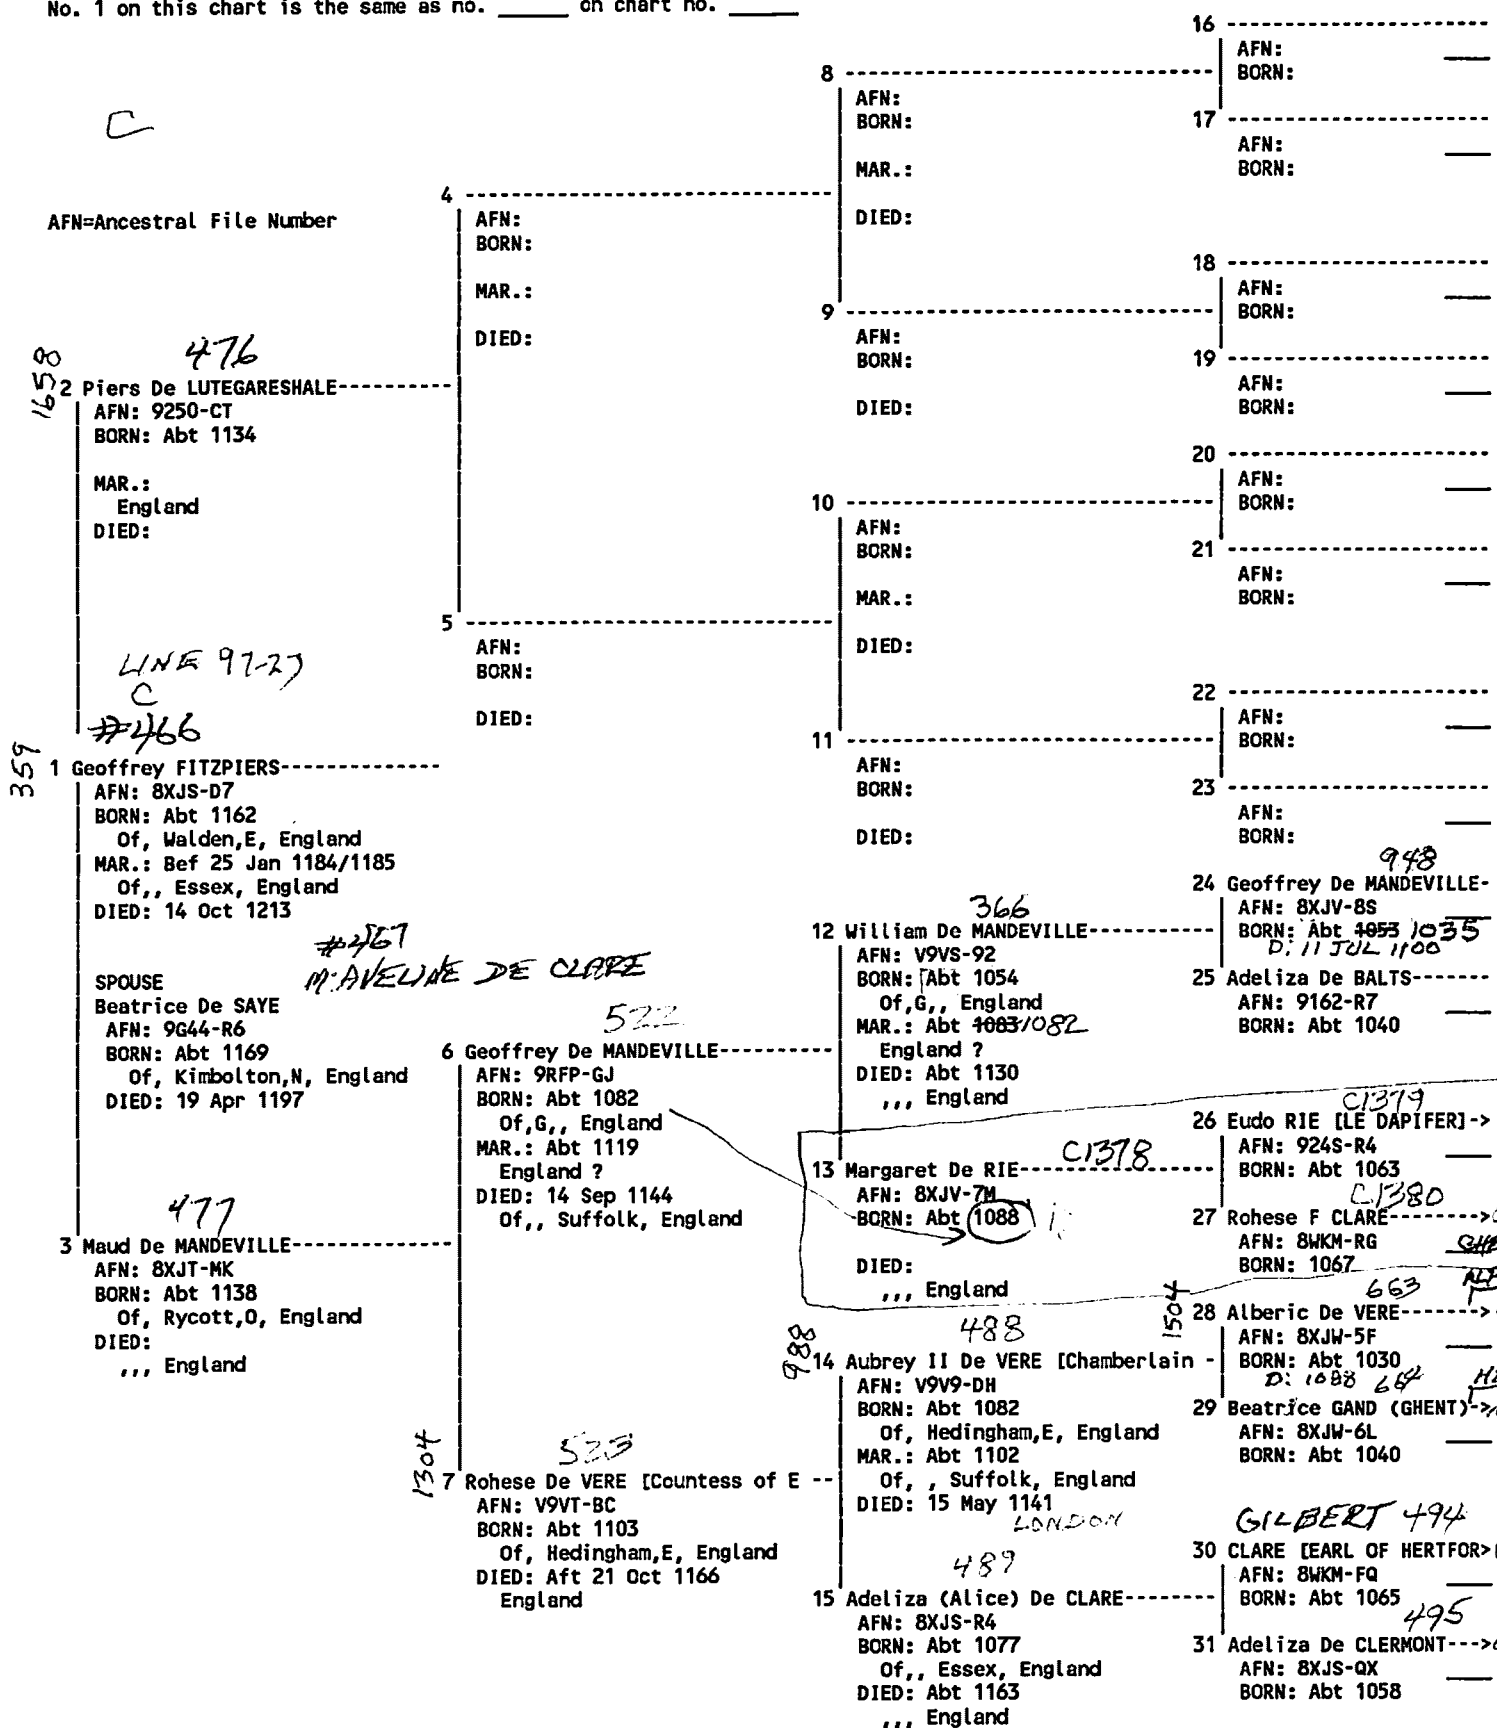 No. 1 on this chart is the same as no. _____ on chart no. _____
C
AFN=Ancestral File Number
1658
476
2 Piers De LUTEGARESHALE
AFN: 9250-CT
BORN: Abt 1134
MAR.:
England
DIED:
LINE 97-27
C
#466
359
1 Geoffrey FITZPIERS
AFN: 8XJS-D7
BORN: Abt 1162
Of, Walden,E, England
MAR.: Bef 25 Jan 1184/1185
Of,, Essex, England
DIED: 14 Oct 1213
#467
M: AVELINE DE CLARE
SPOUSE
Beatrice De SAYE
AFN: 9G44-R6
BORN: Abt 1169
Of, Kimbolton,N, England
DIED: 19 Apr 1197
477
3 Maud De MANDEVILLE
AFN: 8XJT-MK
BORN: Abt 1138
Of, Rycott,O, England
DIED:
,,, England
4
AFN:
BORN:
MAR.:
DIED:
5
AFN:
BORN:
DIED:
522
6 Geoffrey De MANDEVILLE
AFN: 9RFP-GJ
BORN: Abt 1082
Of,G,, England
MAR.: Abt 1119
England ?
DIED: 14 Sep 1144
Of,, Suffolk, England
1304
523
7 Rohese De VERE [Countess of E --
AFN: V9VT-BC
BORN: Abt 1103
Of, Hedingham,E, England
DIED: Aft 21 Oct 1166
England
8
AFN:
BORN:
MAR.:
DIED:
9
AFN:
BORN:
DIED:
10
AFN:
BORN:
MAR.:
DIED:
11
AFN:
BORN:
DIED:
366
12 William De MANDEVILLE
AFN: V9VS-92
BORN: Abt 1054
Of,G,, England
MAR.: Abt 1083/1082
England ?
DIED: Abt 1130
,,, England
C1378
13 Margaret De RIE
AFN: 8XJV-7M
BORN: Abt 1088
DIED:
,,, England
988
488
14 Aubrey II De VERE [Chamberlain -
AFN: V9V9-DH
BORN: Abt 1082
Of, Hedingham,E, England
MAR.: Abt 1102
Of, , Suffolk, England
DIED: 15 May 1141
LONDON
489
15 Adeliza (Alice) De CLARE
AFN: 8XJS-R4
BORN: Abt 1077
Of,, Essex, England
DIED: Abt 1163
,,, England
16
AFN:
BORN:
17
AFN:
BORN:
18
AFN:
BORN:
19
AFN:
BORN:
20
AFN:
BORN:
21
AFN:
BORN:
22
AFN:
BORN:
23
AFN:
BORN:
948
24 Geoffrey De MANDEVILLE-
AFN: 8XJV-8S
BORN: Abt 1053 1035
D: 11 JUL 1100
25 Adeliza De BALTS
AFN: 9162-R7
BORN: Abt 1040
C1379
26 Eudo RIE [LE DAPIFER]->
AFN: 924S-R4
BORN: Abt 1063
C1380
27 Rohese F CLARE------->
AFN: 8WKM-RG
BORN: 1067
663
1504
28 Alberic De VERE------>
AFN: 8XJW-5F
BORN: Abt 1030
D: 1088 664
29 Beatrice GAND (GHENT)->
AFN: 8XJW-6L
BORN: Abt 1040
GILBERT 494
30 CLARE [EARL OF HERTFOR>
AFN: 8WKM-FQ
BORN: Abt 1065
495
31 Adeliza De CLERMONT--->
AFN: 8XJS-QX
BORN: Abt 1058